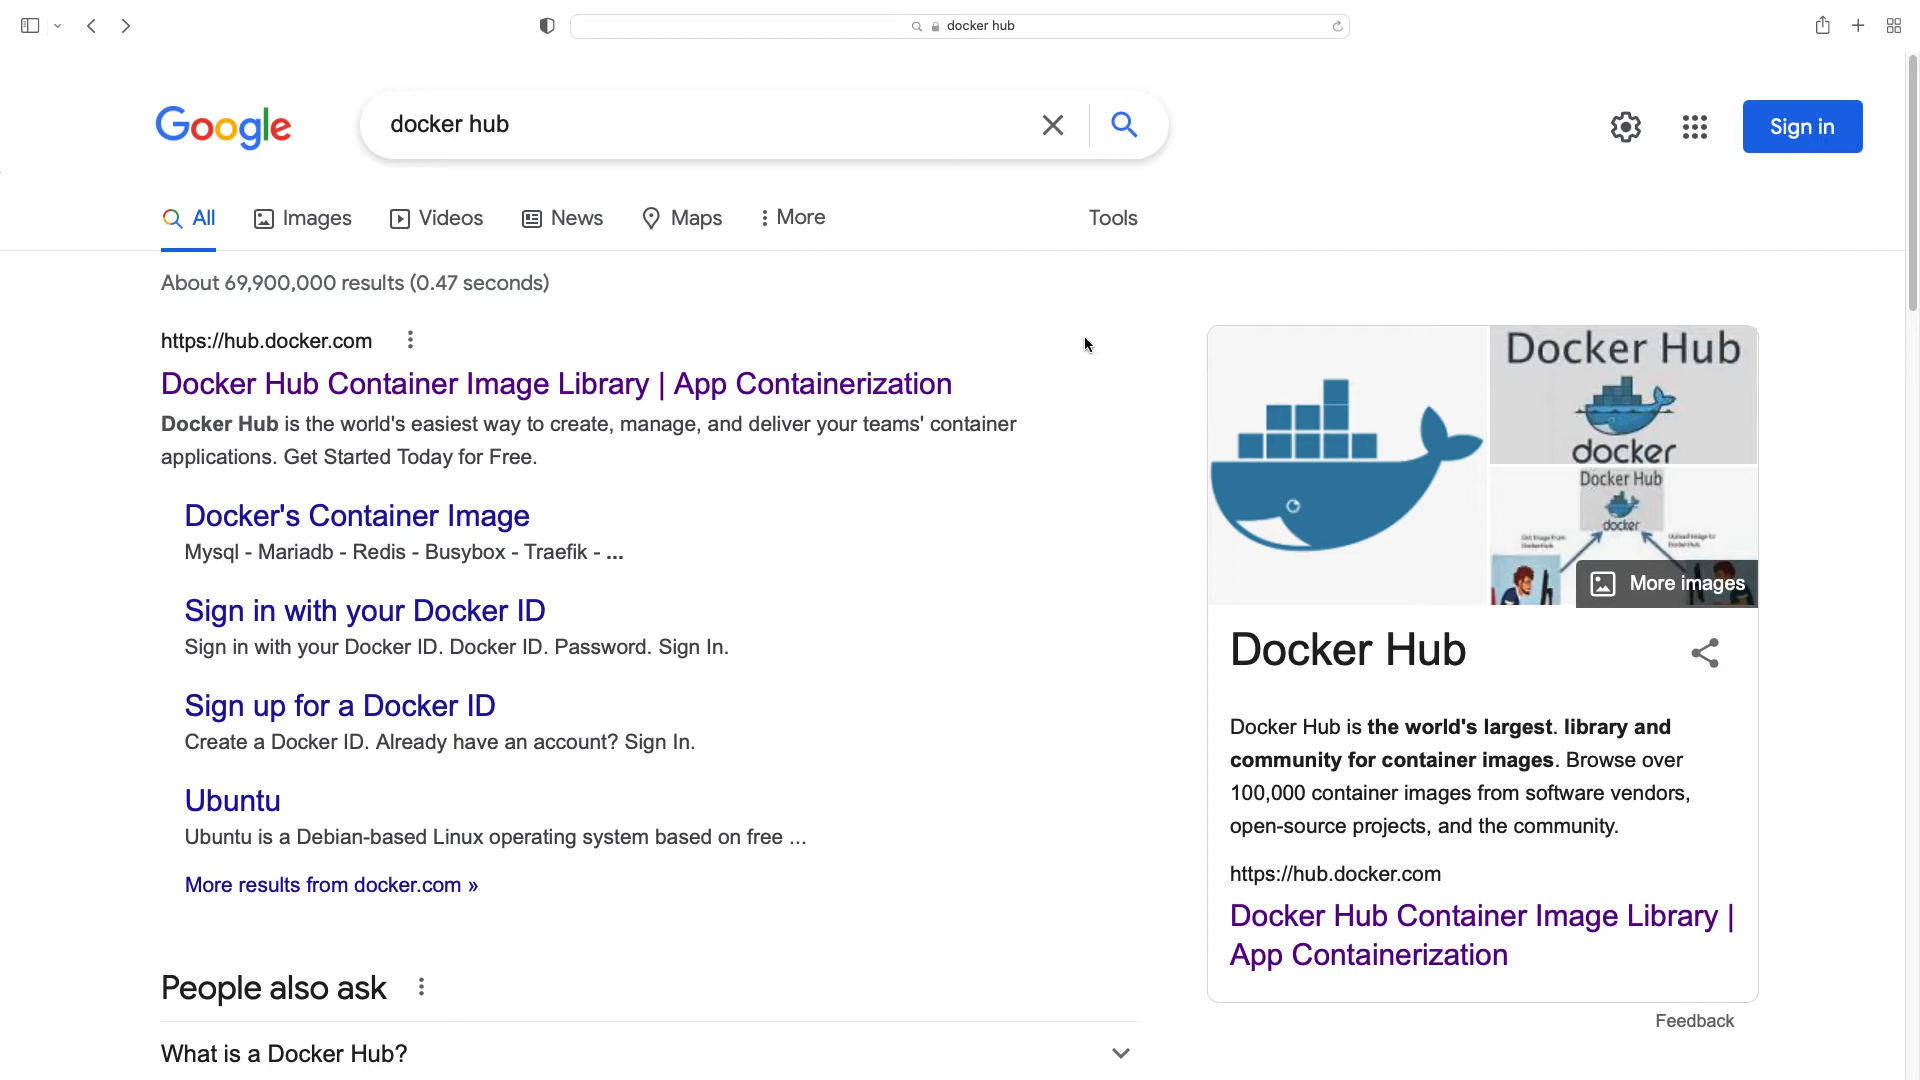 docker hub
Google
docker hub
Sign in
All
Images
Videos
News
Maps
More
Tools
About 69,900,000 results (0.47 seconds)
https://hub.docker.com
Docker Hub Container Image Library | App Containerization
Docker Hub is the world's easiest way to create, manage, and deliver your teams' container
applications. Get Started Today for Free.
Docker's Container Image
Mysql - Mariadb - Redis - Busybox - Traefik - ...
Sign in with your Docker ID
Sign in with your Docker ID. Docker ID. Password. Sign In.
Sign up for a Docker ID
Create a Docker ID. Already have an account? Sign In.
Ubuntu
Ubuntu is a Debian-based Linux operating system based on free ...
More results from docker.com »
People also ask
What is a Docker Hub?
Docker Hub
docker
Docker Hub
docker
More images
Docker Hub
Docker Hub is the world's largest. library and
community for container images. Browse over
100,000 container images from software vendors,
open-source projects, and the community.
https://hub.docker.com
Docker Hub Container Image Library |
App Containerization
Feedback